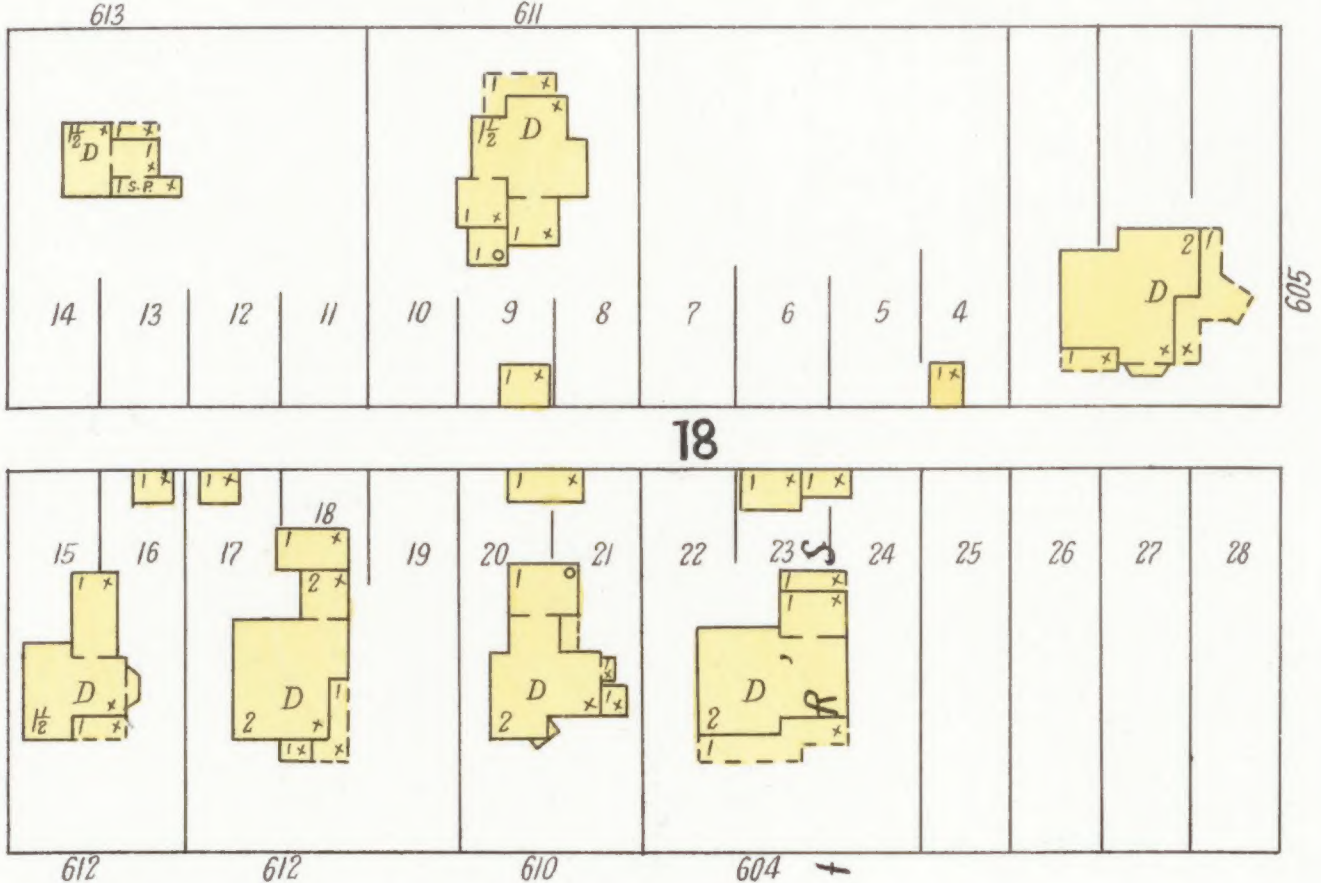 613 611
1½ x 1 x
D 1 x
1 S.P. x
1 x
1½ D x
1 x
1 o 1 x
2 1
D
1 x x x
605
14 13 12 11 10 9 8 7 6 5 4
1 x 1 x
18
1 x 1 x 1 x 1 x 1 x
15 16 17 18 19 20 21 22 23 S 24 25 26 27 28
1 x 1 x 2 x 1 o 1 x 1 x
D x 1½ 1 x
D 2 x 1 1 x x
D 2 x 1 x 1 x
D ' R 2 1 x
612 612 610 604 t